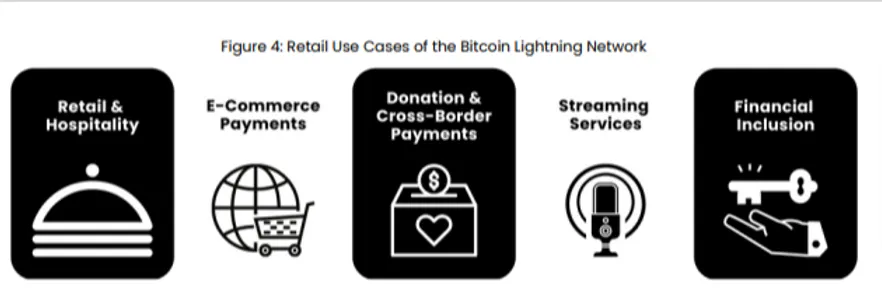 Figure 4: Retail Use Cases of the Bitcoin Lightning Network
Retail &
Hospitality
E-Commerce
Payments
Donation &
Cross-Border
Payments
$
Streaming
Services
Financial
Inclusion